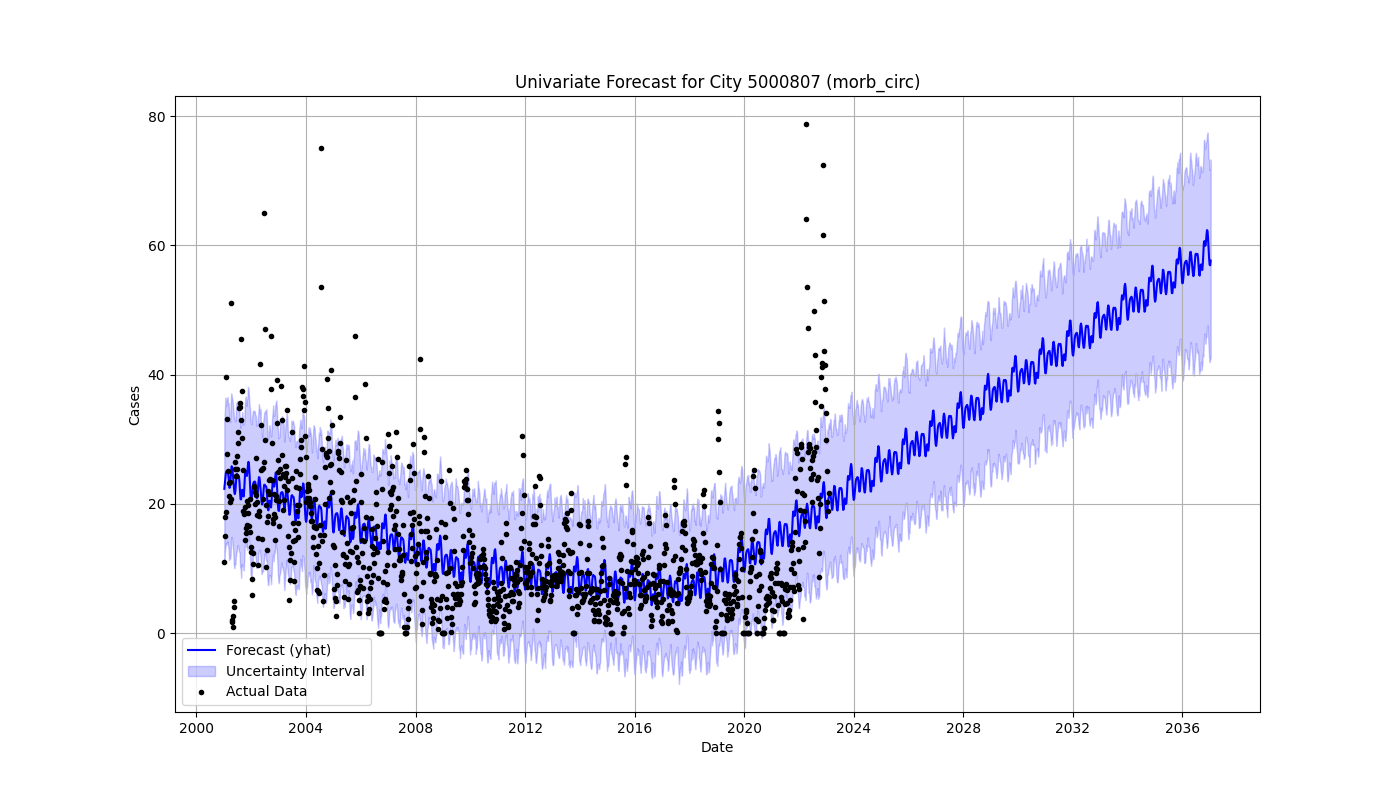 Univariate Forecast for City 5000807 (morb_circ)
80
60
40
20
0
Cases
Forecast (yhat)
Uncertainty Interval
Actual Data
2000 2004 2008 2012 2016 2020 2024 2028 2032 2036
Date